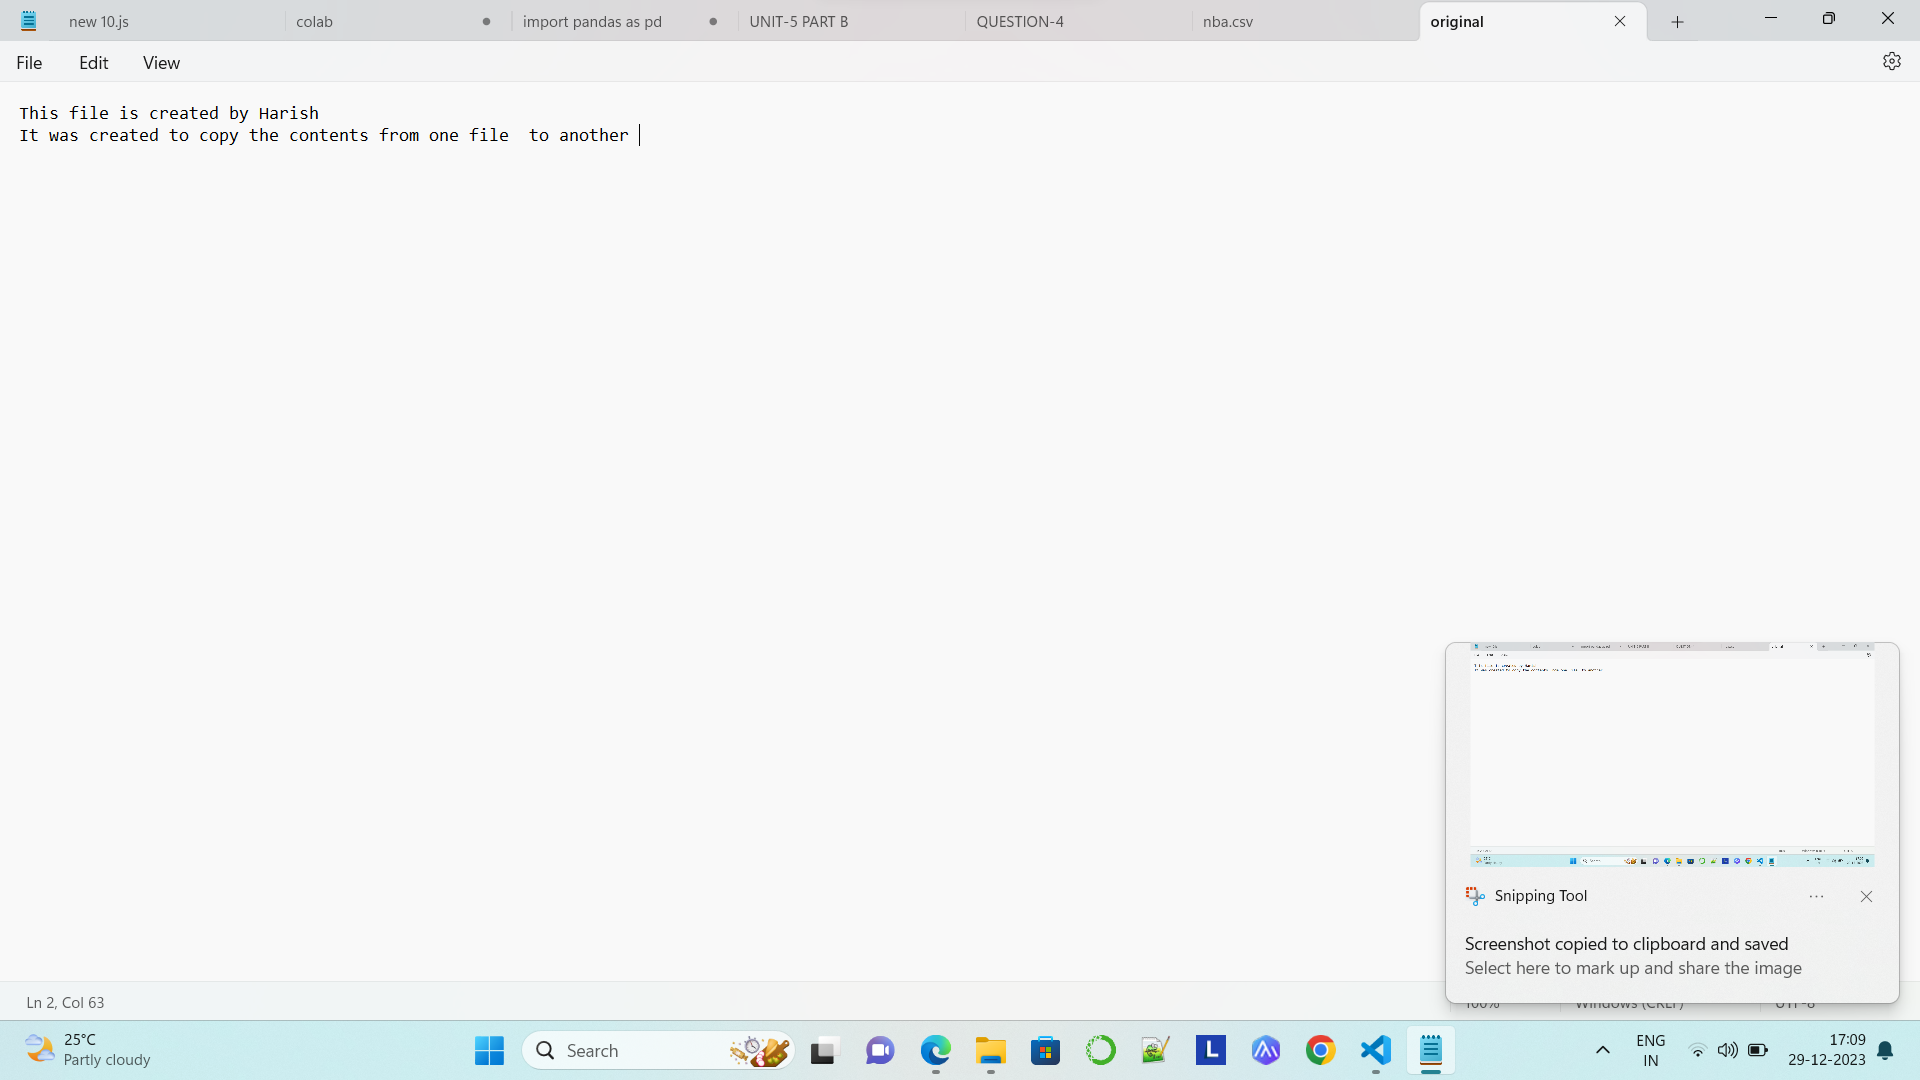 new 10.js
colab
import pandas as pd
UNIT-5 PART B
QUESTION-4
nba.csv
original
File Edit View
This file is created by Harish
It was created to copy the contents from one file  to another
Snipping Tool
Screenshot copied to clipboard and saved
Select here to mark up and share the image
Ln 2, Col 63
100%
Windows (CRLF)
UTF-8
25°C
Partly cloudy
Search
L
ENG
IN
17:09
29-12-2023